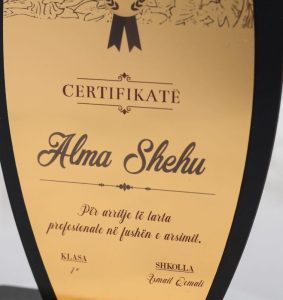 CERTIFIKATË
Alma Shehu
Për arritje të larta
profesionale në fushën e arsimit.
KLASA SHKOLLA
Ismail Qemali